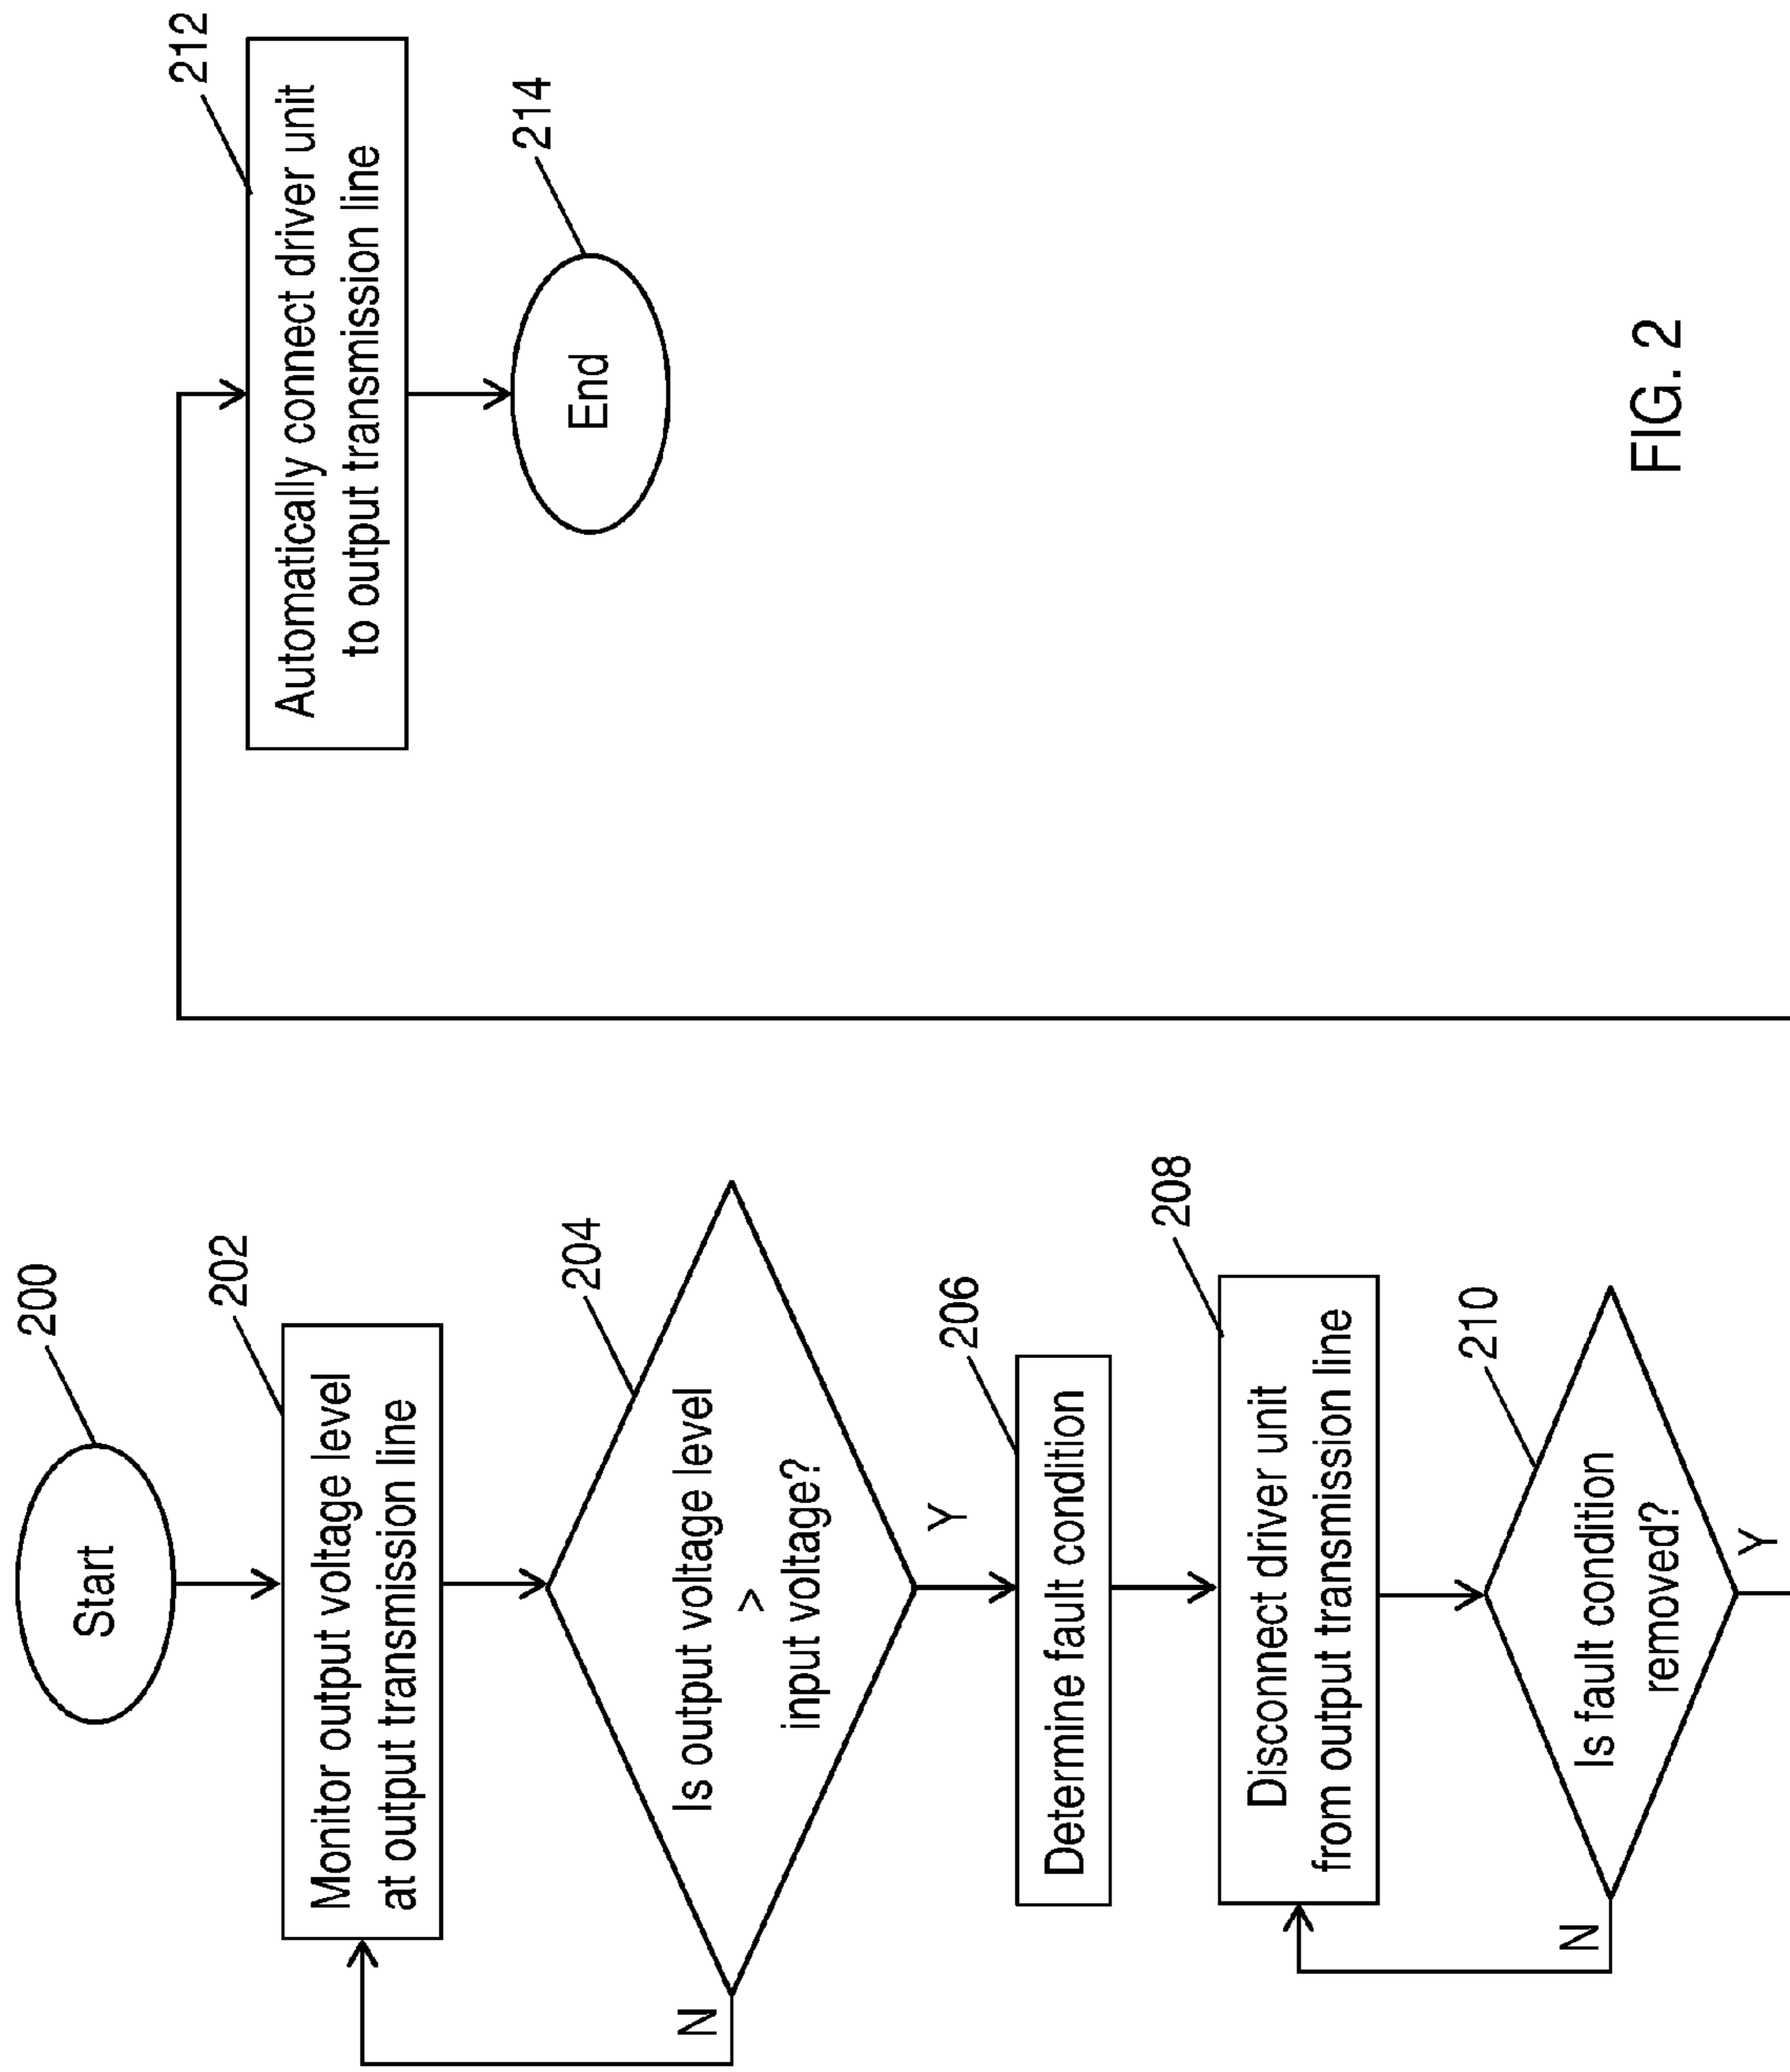 200
Start
202
Monitor output voltage level
at output transmission line
204
Is output voltage level
>
input voltage?
N
Y
206
Determine fault condition
208
Disconnect driver unit
from output transmission line
210
Is fault condition
removed?
N
Y
212
Automatically connect driver unit
to output transmission line
214
End
FIG. 2